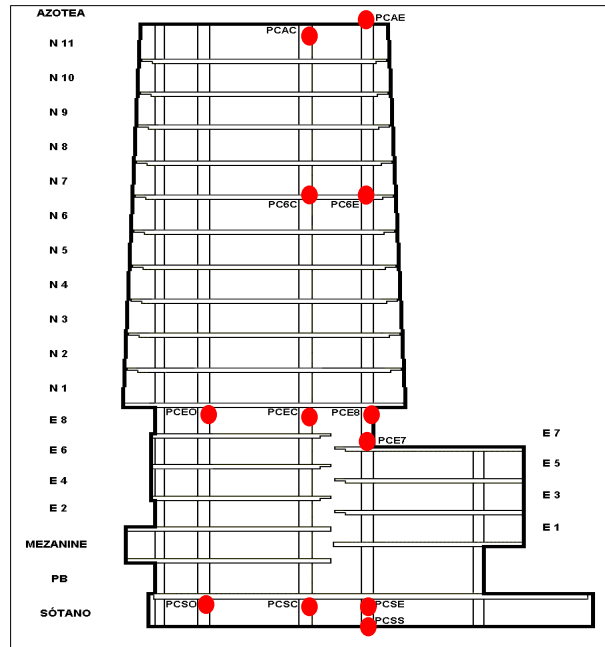 AZOTEA
PCAE
PCAC
N 11
N 10
N 9
N 8
N 7
PC6C
PC6E
N 6
N 5
N 4
N 3
N 2
N 1
PCEO
PCEC
PCE8
E 8
E 7
PCE7
E 6
E 5
E 4
E 3
E 2
E 1
MEZANINE
PB
PCSO
PCSC
PCSE
SÓTANO
PCSS